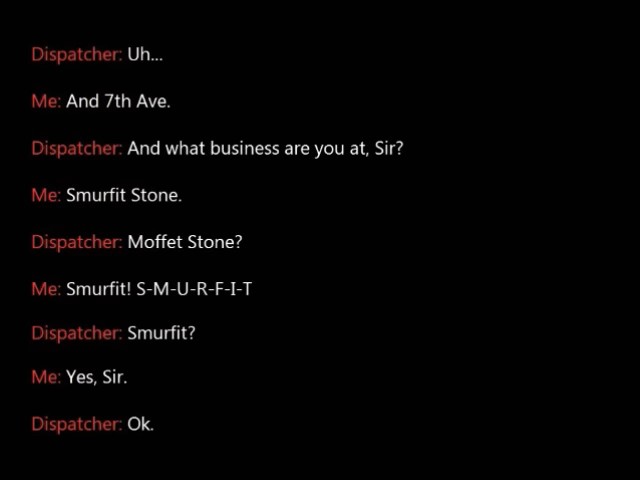 Dispatcher: Uh...
Me: And 7th Ave.
Dispatcher: And what business are you at, Sir?
Me: Smurfit Stone.
Dispatcher: Moffet Stone?
Me: Smurfit! S-M-U-R-F-I-T
Dispatcher: Smurfit?
Me: Yes, Sir.
Dispatcher: Ok.